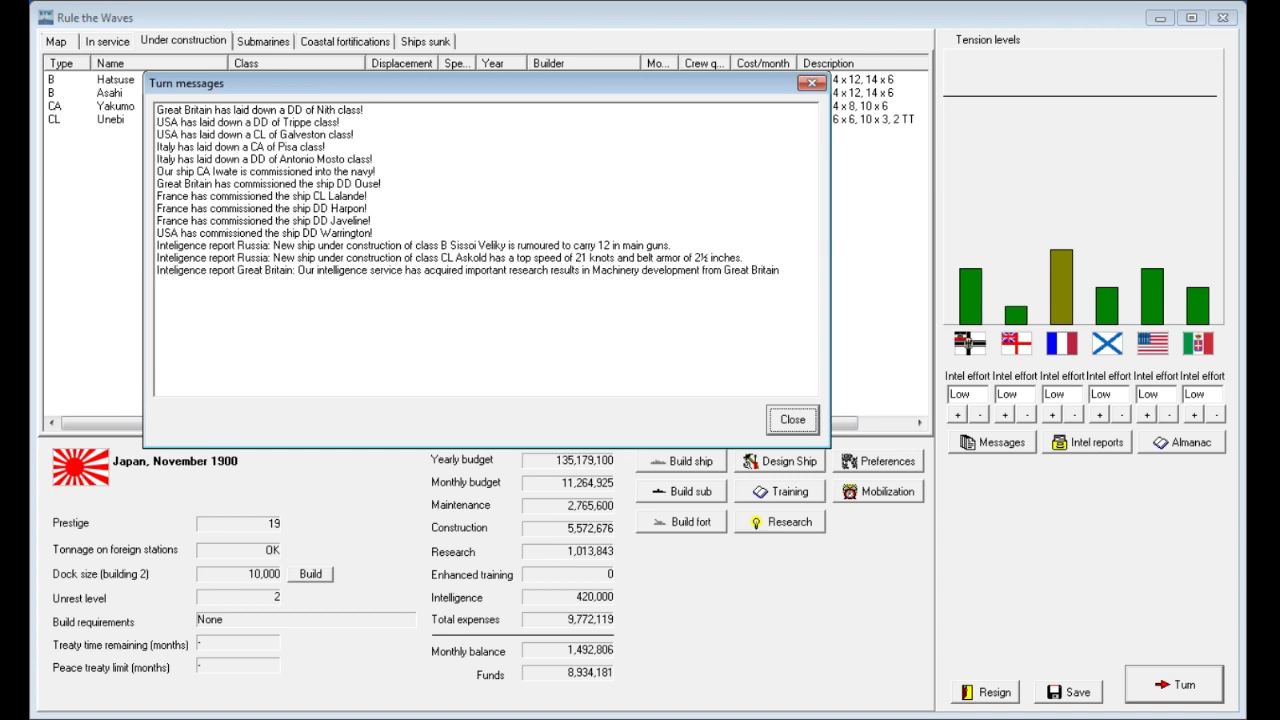 Rule the Waves
Map
In service
Under construction
Submarines
Coastal fortifications
Ships sunk
Type Name Class Displacement Spe... Year Builder Mo... Crew q... Cost/month Description
B Hatsuse 4 x 12, 14 x 6
B Asahi 4 x 12, 14 x 6
CA Yakumo 4 x 8, 10 x 6
CL Unebi 6 x 6, 10 x 3, 2 TT
Turn messages
Great Britain has laid down a DD of Nith class!
USA has laid down a DD of Trippe class!
USA has laid down a CL of Galveston class!
Italy has laid down a CA of Pisa class!
Italy has laid down a DD of Antonio Mosto class!
Our ship CA Iwate is commissioned into the navy!
Great Britain has commissioned the ship DD Ousel!
France has commissioned the ship CL Lalande!
France has commissioned the ship DD Harpon!
France has commissioned the ship DD Javeline!
USA has commissioned the ship DD Warrington!
Inteligence report Russia: New ship under construction of class B Sissoi Veliky is rumoured to carry 12 in main guns.
Inteligence report Russia: New ship under construction of class CL Askold has a top speed of 21 knots and belt armor of 2½ inches.
Inteligence report Great Britain: Our intelligence service has acquired important research results in Machinery development from Great Britain
Close
Tension levels
Intel effort Intel effort Intel effort Intel effort Intel effort Intel effort
Low Low Low Low Low Low
+ - + - + - + - + - + -
Messages
Intel reports
Almanac
Japan, November 1900
Prestige 19
Tonnage on foreign stations OK
Dock size (building 2) 10,000 Build
Unrest level 2
Build requirements None
Treaty time remaining (months) -
Peace treaty limit (months) -
Yearly budget 135,179,100
Monthly budget 11,264,925
Maintenance 2,765,600
Construction 5,572,676
Research 1,013,843
Enhanced training 0
Intelligence 420,000
Total expenses 9,772,119
Monthly balance 1,492,806
Funds 8,934,181
Build ship Design Ship Preferences
Build sub Training Mobilization
Build fort Research
Resign Save Turn